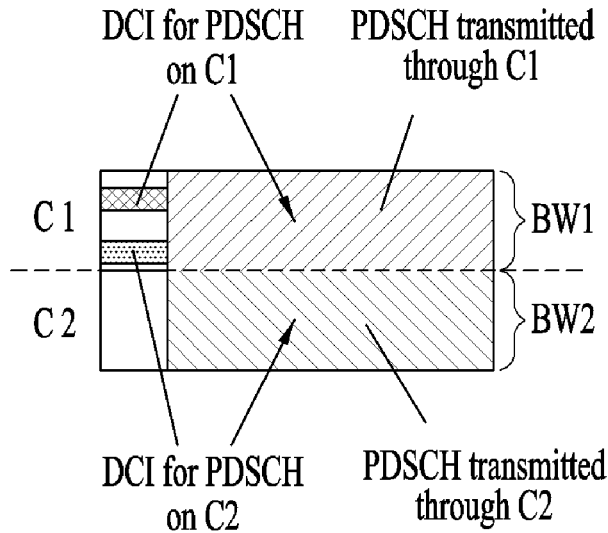 DCI for PDSCH
on C1
PDSCH transmitted
through C1
C 1
BW1
C 2
BW2
DCI for PDSCH
on C2
PDSCH transmitted
through C2